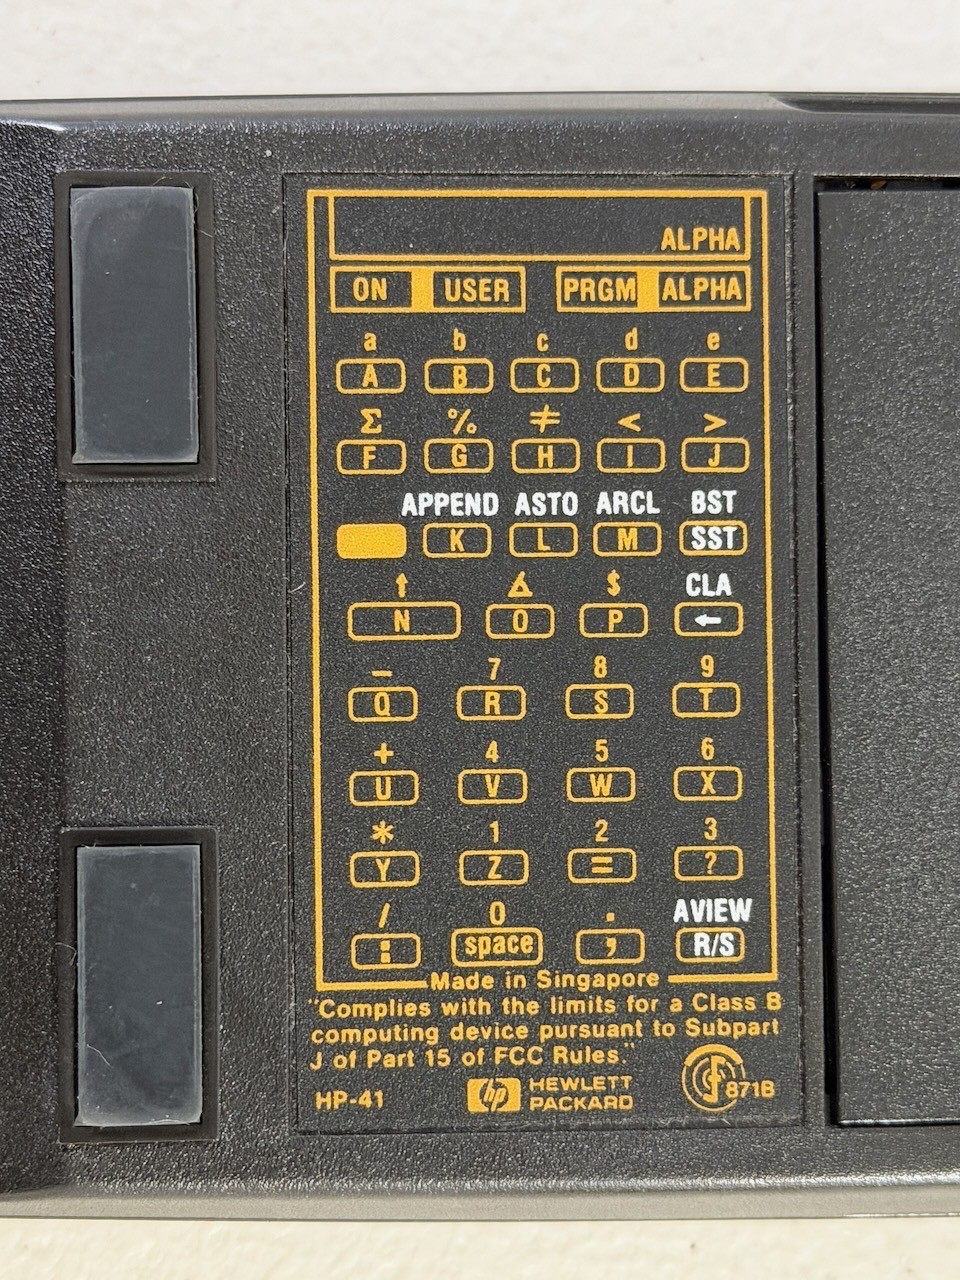 ALPHA
ON USER PRGM ALPHA
a b c d e
A B C D E
Σ % ≠ < >
F G H I J
APPEND ASTO ARCL BST
K L M SST
↑ ∡ $ CLA
N O P ←
− 7 8 9
Q R S T
+ 4 5 6
U V W X
* 1 2 3
Y Z = ?
/ 0 . AVIEW
: space , R/S
Made in Singapore
"Complies with the limits for a Class B
computing device pursuant to Subpart
J of Part 15 of FCC Rules."
HP-41 hp HEWLETT
PACKARD
871B